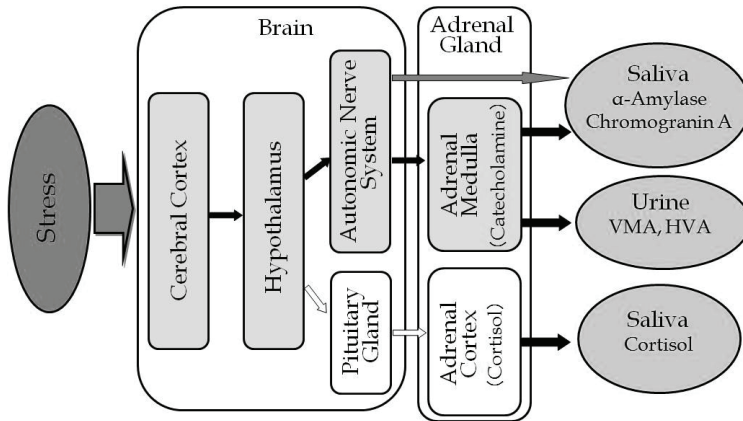 Stress
Brain
Cerebral Cortex
Hypothalamus
Autonomic Nerve
System
Pituitary
Gland
Adrenal
Gland
Adrenal
Medulla
(Catecholamine)
Adrenal
Cortex
(Cortisol)
Saliva
α-Amylase
Chromogranin A
Urine
VMA, HVA
Saliva
Cortisol